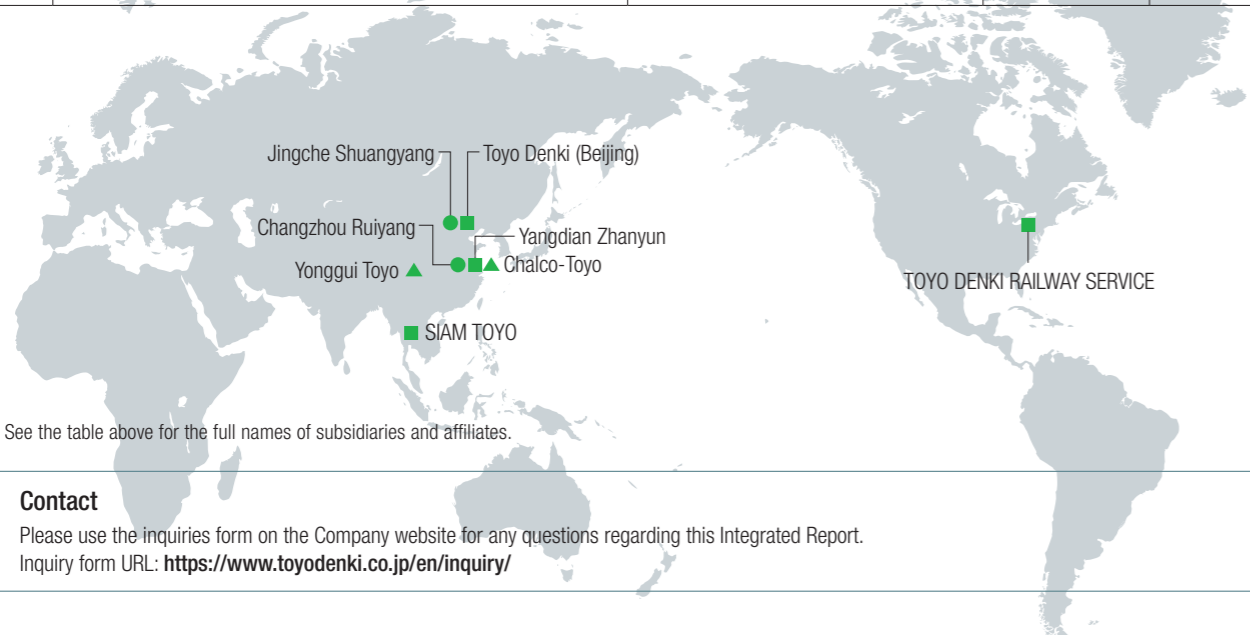 Jingche Shuangyang
Toyo Denki (Beijing)
Changzhou Ruiyang
Yangdian Zhanyun
Yonggui Toyo
Chalco-Toyo
SIAM TOYO
TOYO DENKI RAILWAY SERVICE
See the table above for the full names of subsidiaries and affiliates.
Contact
Please use the inquiries form on the Company website for any questions regarding this Integrated Report.
Inquiry form URL: https://www.toyodenki.co.jp/en/inquiry/